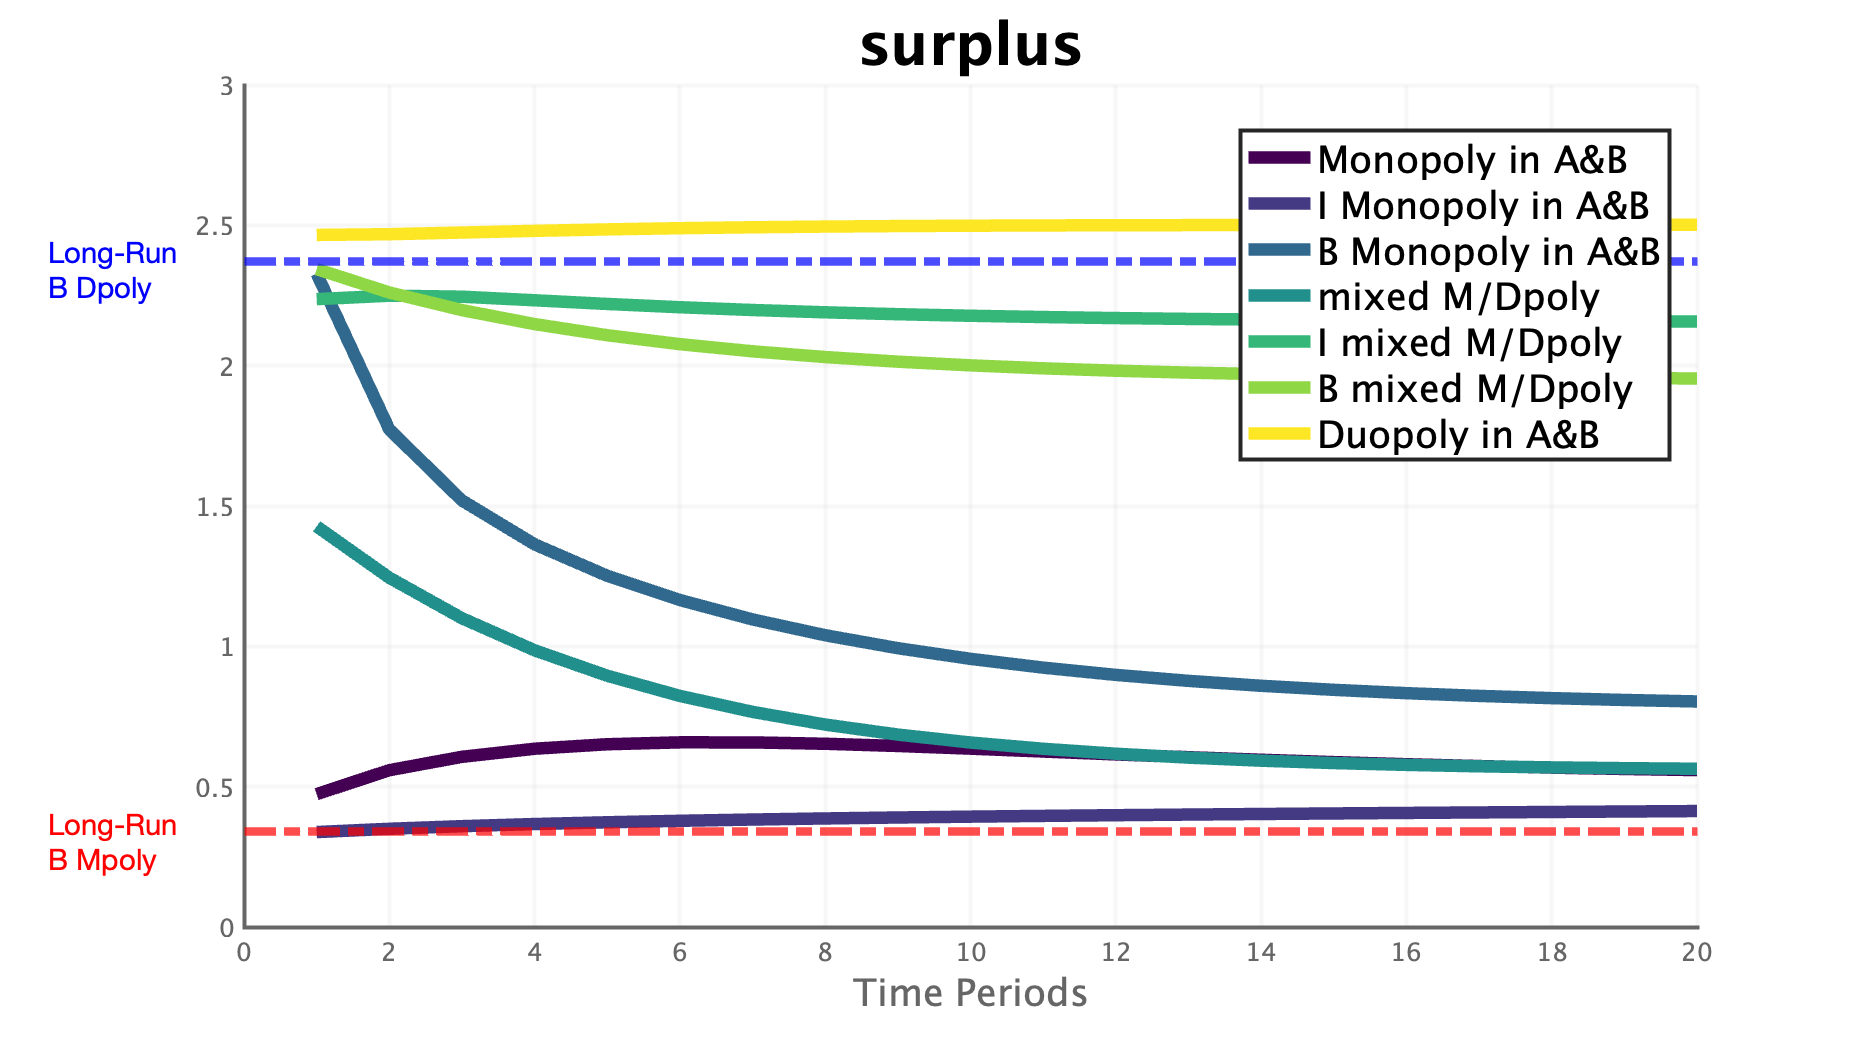 surplus
3
2.5
2
1.5
1
0.5
0
Long-Run
B Dpoly
Long-Run
B Mpoly
Monopoly in A&B
I Monopoly in A&B
B Monopoly in A&B
mixed M/Dpoly
I mixed M/Dpoly
B mixed M/Dpoly
Duopoly in A&B
0 2 4 6 8 10 12 14 16 18 20
Time Periods